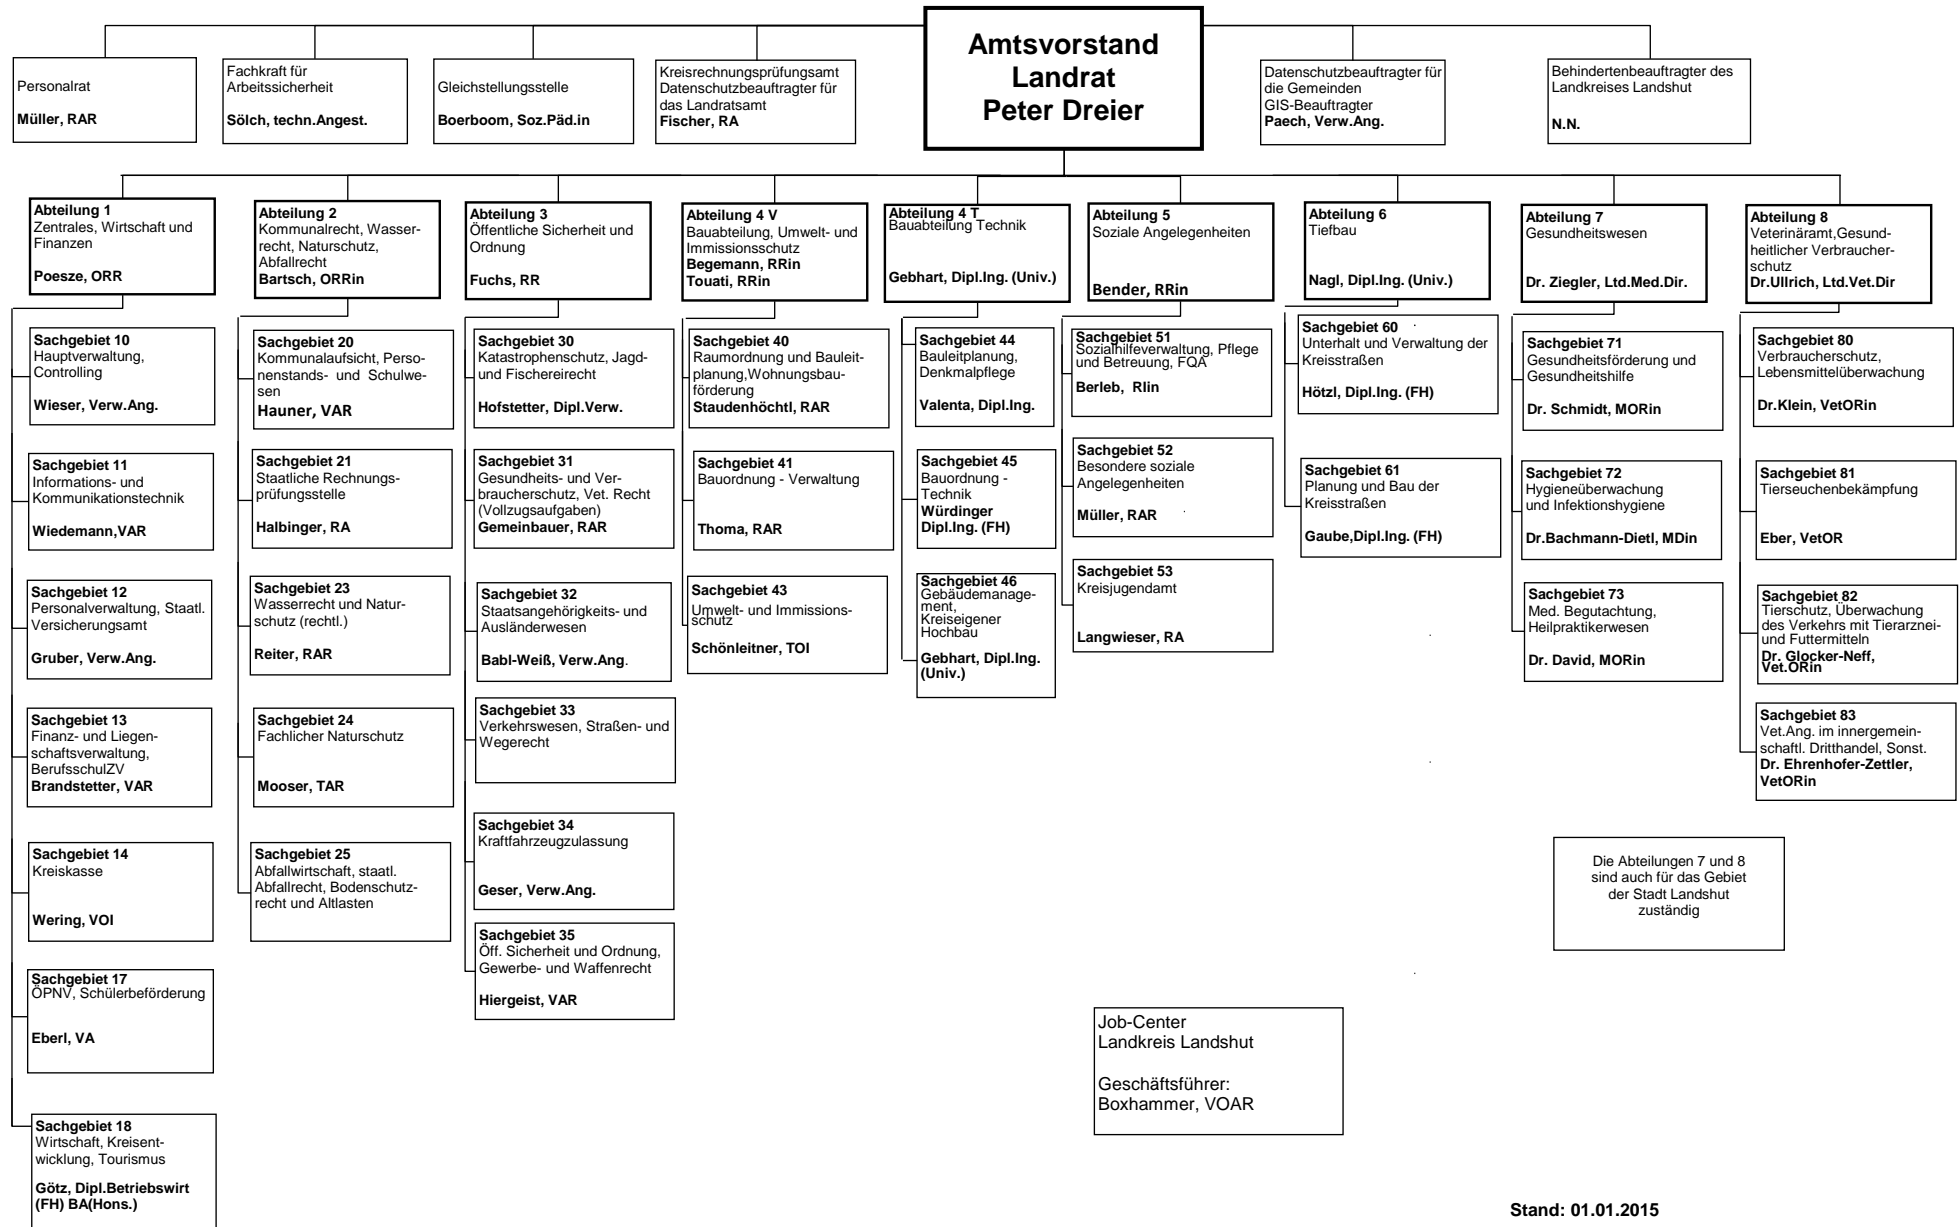 Amtsvorstand
Landrat
Peter Dreier
Personalrat
Müller, RAR
Fachkraft für
Arbeitssicherheit
Sölch, techn.Angest.
Gleichstellungsstelle
Boerboom, Soz.Päd.in
Kreisrechnungsprüfungsamt
Datenschutzbeauftragter für
das Landratsamt
Fischer, RA
Datenschutzbeauftragter für
die Gemeinden
GIS-Beauftragter
Paech, Verw.Ang.
Behindertenbeauftragter des
Landkreises Landshut
N.N.
Abteilung 1
Zentrales, Wirtschaft und
Finanzen
Poesze, ORR
Sachgebiet 10
Hauptverwaltung,
Controlling
Wieser, Verw.Ang.
Sachgebiet 11
Informations- und
Kommunikationstechnik
Wiedemann,VAR
Sachgebiet 12
Personalverwaltung, Staatl.
Versicherungsamt
Gruber, Verw.Ang.
Sachgebiet 13
Finanz- und Liegen-
schaftsverwaltung,
BerufsschulZV
Brandstetter, VAR
Sachgebiet 14
Kreiskasse
Wering, VOI
Sachgebiet 17
ÖPNV, Schülerbeförderung
Eberl, VA
Sachgebiet 18
Wirtschaft, Kreisent-
wicklung, Tourismus
Götz, Dipl.Betriebswirt
(FH) BA(Hons.)
Abteilung 2
Kommunalrecht, Wasser-
recht, Naturschutz,
Abfallrecht
Bartsch, ORRin
Sachgebiet 20
Kommunalaufsicht, Perso-
nenstands- und Schulwe-
sen
Hauner, VAR
Sachgebiet 21
Staatliche Rechnungs-
prüfungsstelle
Halbinger, RA
Sachgebiet 23
Wasserrecht und Natur-
schutz (rechtl.)
Reiter, RAR
Sachgebiet 24
Fachlicher Naturschutz
Mooser, TAR
Sachgebiet 25
Abfallwirtschaft, staatl.
Abfallrecht, Bodenschutz-
recht und Altlasten
Abteilung 3
Öffentliche Sicherheit und
Ordnung
Fuchs, RR
Sachgebiet 30
Katastrophenschutz, Jagd-
und Fischereirecht
Hofstetter, Dipl.Verw.
Sachgebiet 31
Gesundheits- und Ver-
braucherschutz, Vet. Recht
(Vollzugsaufgaben)
Gemeinbauer, RAR
Sachgebiet 32
Staatsangehörigkeits- und
Ausländerwesen
Babl-Weiß, Verw.Ang.
Sachgebiet 33
Verkehrswesen, Straßen- und
Wegerecht
Sachgebiet 34
Kraftfahrzeugzulassung
Geser, Verw.Ang.
Sachgebiet 35
Öff. Sicherheit und Ordnung,
Gewerbe- und Waffenrecht
Hiergeist, VAR
Abteilung 4 V
Bauabteilung, Umwelt- und
Immissionsschutz
Begemann, RRin
Touati, RRin
Sachgebiet 40
Raumordnung und Bauleit-
planung,Wohnungsbau-
förderung
Staudenhöchtl, RAR
Sachgebiet 41
Bauordnung - Verwaltung
Thoma, RAR
Sachgebiet 43
Umwelt- und Immissions-
schutz
Schönleitner, TOI
Abteilung 4 T
Bauabteilung Technik
Gebhart, Dipl.Ing. (Univ.)
Sachgebiet 44
Bauleitplanung,
Denkmalpflege
Valenta, Dipl.Ing.
Sachgebiet 45
Bauordnung -
Technik
Würdinger
Dipl.Ing. (FH)
Sachgebiet 46
Gebäudemanage-
ment,
Kreiseigener
Hochbau
Gebhart, Dipl.Ing.
(Univ.)
Abteilung 5
Soziale Angelegenheiten
Bender, RRin
Sachgebiet 51
Sozialhilfeverwaltung, Pflege
und Betreuung, FQA
Berleb, RIin
Sachgebiet 52
Besondere soziale
Angelegenheiten
Müller, RAR
Sachgebiet 53
Kreisjugendamt
Langwieser, RA
Abteilung 6
Tiefbau
Nagl, Dipl.Ing. (Univ.)
Sachgebiet 60
Unterhalt und Verwaltung der
Kreisstraßen
Hötzl, Dipl.Ing. (FH)
Sachgebiet 61
Planung und Bau der
Kreisstraßen
Gaube,Dipl.Ing. (FH)
Abteilung 7
Gesundheitswesen
Dr. Ziegler, Ltd.Med.Dir.
Sachgebiet 71
Gesundheitsförderung und
Gesundheitshilfe
Dr. Schmidt, MORin
Sachgebiet 72
Hygieneüberwachung
und Infektionshygiene
Dr.Bachmann-Dietl, MDin
Sachgebiet 73
Med. Begutachtung,
Heilpraktikerwesen
Dr. David, MORin
Abteilung 8
Veterinäramt,Gesund-
heitlicher Verbraucher-
schutz
Dr.Ullrich, Ltd.Vet.Dir
Sachgebiet 80
Verbraucherschutz,
Lebensmittelüberwachung
Dr.Klein, VetORin
Sachgebiet 81
Tierseuchenbekämpfung
Eber, VetOR
Sachgebiet 82
Tierschutz, Überwachung
des Verkehrs mit Tierarznei-
und Futtermitteln
Dr. Glocker-Neff,
Vet.ORin
Sachgebiet 83
Vet.Ang. im innergemein-
schaftl. Dritthandel, Sonst.
Dr. Ehrenhofer-Zettler,
VetORin
Die Abteilungen 7 und 8
sind auch für das Gebiet
der Stadt Landshut
zuständig
Job-Center
Landkreis Landshut
Geschäftsführer:
Boxhammer, VOAR
Stand: 01.01.2015